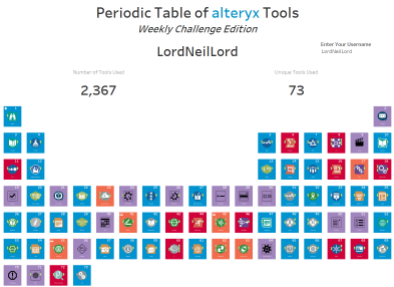 Periodic Table of alteryx Tools
Weekly Challenge Edition
LordNeilLord
Enter Your Username
LordNeilLord
Number of Tools Used
Unique Tools Used
2,367
73